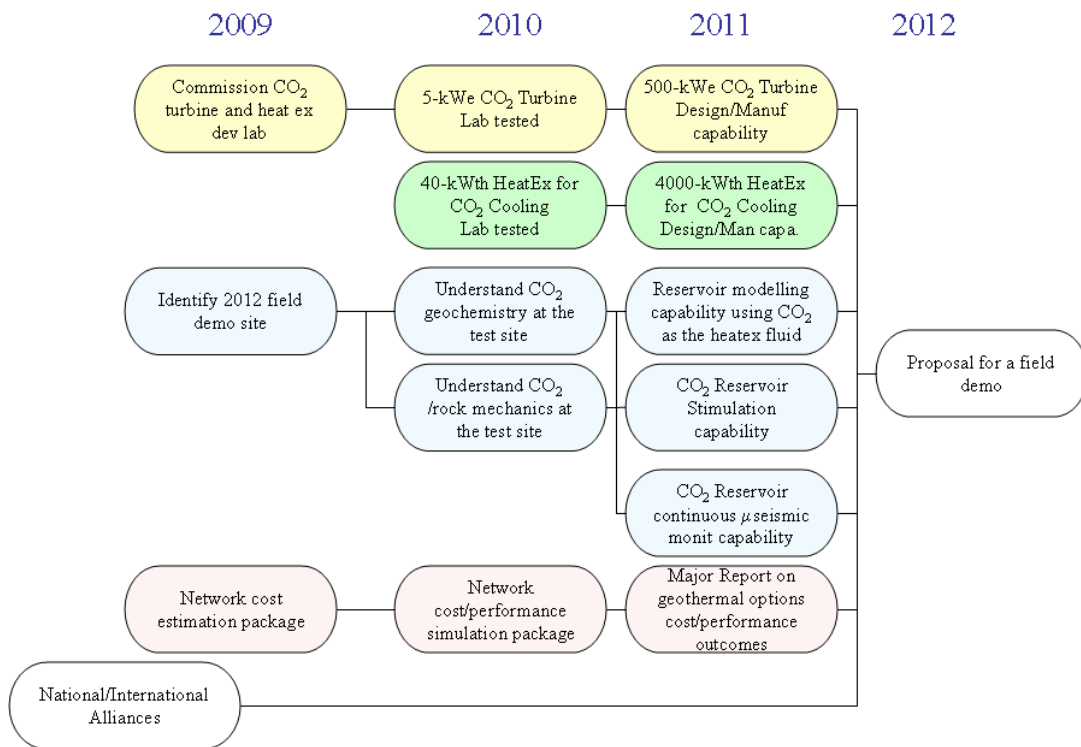 2009
2010
2011
2012
Commission CO₂
turbine and heat ex
dev lab
5-kWe CO₂ Turbine
Lab tested
500-kWe CO₂ Turbine
Design/Manuf
capability
40-kWth HeatEx for
CO₂ Cooling
Lab tested
4000-kWth HeatEx
for CO₂ Cooling
Design/Man capa.
Identify 2012 field
demo site
Understand CO₂
geochemistry at the
test site
Reservoir modelling
capability using CO₂
as the heatex fluid
Proposal for a field
demo
Understand CO₂
/rock mechanics at
the test site
CO₂ Reservoir
Stimulation
capability
CO₂ Reservoir
continuous μseismic
monit capability
Network cost
estimation package
Network
cost/performance
simulation package
Major Report on
geothermal options
cost/performance
outcomes
National/International
Alliances